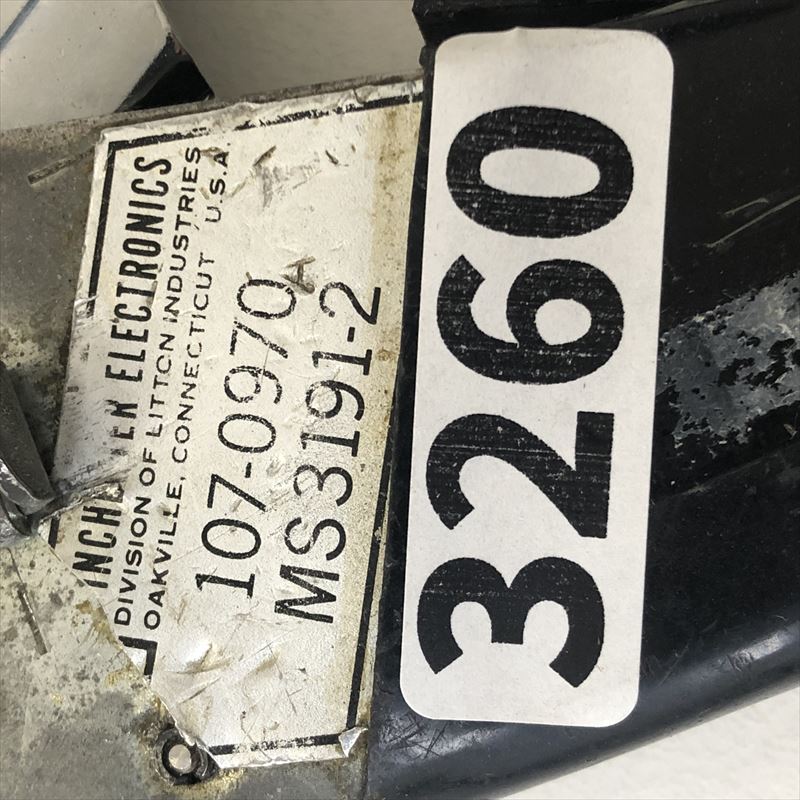 ELECTRONICS
DIVISION OF LITTON INDUSTRIES
OAKVILLE, CONNECTICUT U.S.A.
107-0970
MS3191-2
3260